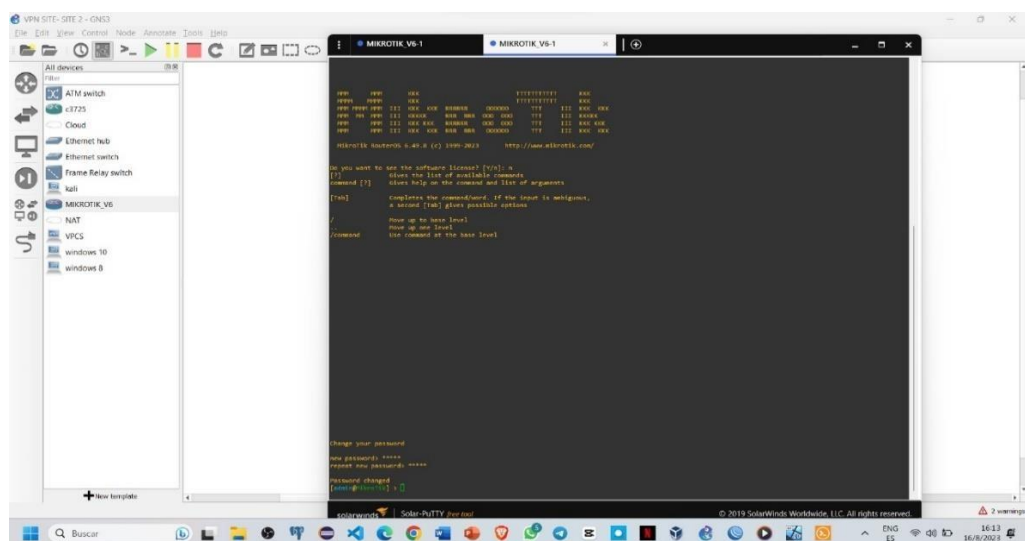 VPN SITE- SITE 2 - GNS3
File Edit View Control Node Annotate Tools Help
MIKROTIK_V6-1
MIKROTIK_V6-1
All devices
Filter
ATM switch
c3725
Cloud
Ethernet hub
Ethernet switch
Frame Relay switch
kali
MIKROTIK_V6
NAT
VPCS
windows 10
windows 8
New template
MikroTik RouterOS 6.49.8 (c) 1999-2023 http://www.mikrotik.com/
Do you want to see the software license? [Y/n]: n
[?] Gives the list of available commands
command [?] Gives help on the command and list of arguments
[Tab] Completes the command/word. If the input is ambiguous,
a second [Tab] gives possible options
/ Move up to base level
.. Move up one level
/command Use command at the base level
Change your password
new password> *****
repeat new password> *****
Password changed
[admin@MikroTik] >
solarwinds Solar-PuTTY free tool
© 2019 SolarWinds Worldwide, LLC. All rights reserved.
2 warnings
Buscar
ENG
ES
16:13
16/8/2023